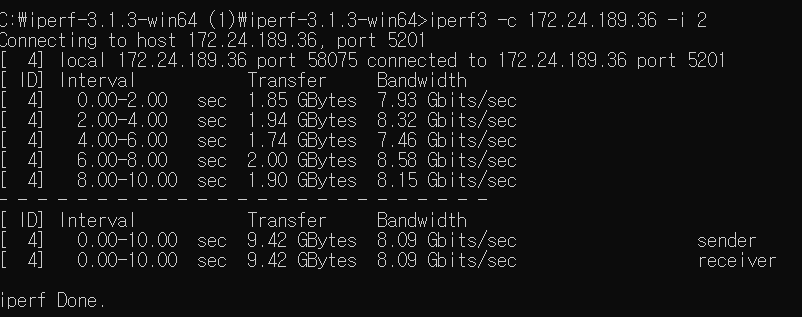 C:₩iperf-3.1.3-win64 (1)₩iperf-3.1.3-win64>iperf3 -c 172.24.189.36 -i 2
Connecting to host 172.24.189.36, port 5201
[  4] local 172.24.189.36 port 58075 connected to 172.24.189.36 port 5201
[ ID] Interval           Transfer     Bandwidth
[  4]   0.00-2.00   sec  1.85 GBytes  7.93 Gbits/sec
[  4]   2.00-4.00   sec  1.94 GBytes  8.32 Gbits/sec
[  4]   4.00-6.00   sec  1.74 GBytes  7.46 Gbits/sec
[  4]   6.00-8.00   sec  2.00 GBytes  8.58 Gbits/sec
[  4]   8.00-10.00  sec  1.90 GBytes  8.15 Gbits/sec
- - - - - - - - - - - - - - - - - - - - - - - - -
[ ID] Interval           Transfer     Bandwidth
[  4]   0.00-10.00  sec  9.42 GBytes  8.09 Gbits/sec                  sender
[  4]   0.00-10.00  sec  9.42 GBytes  8.09 Gbits/sec                  receiver
iperf Done.